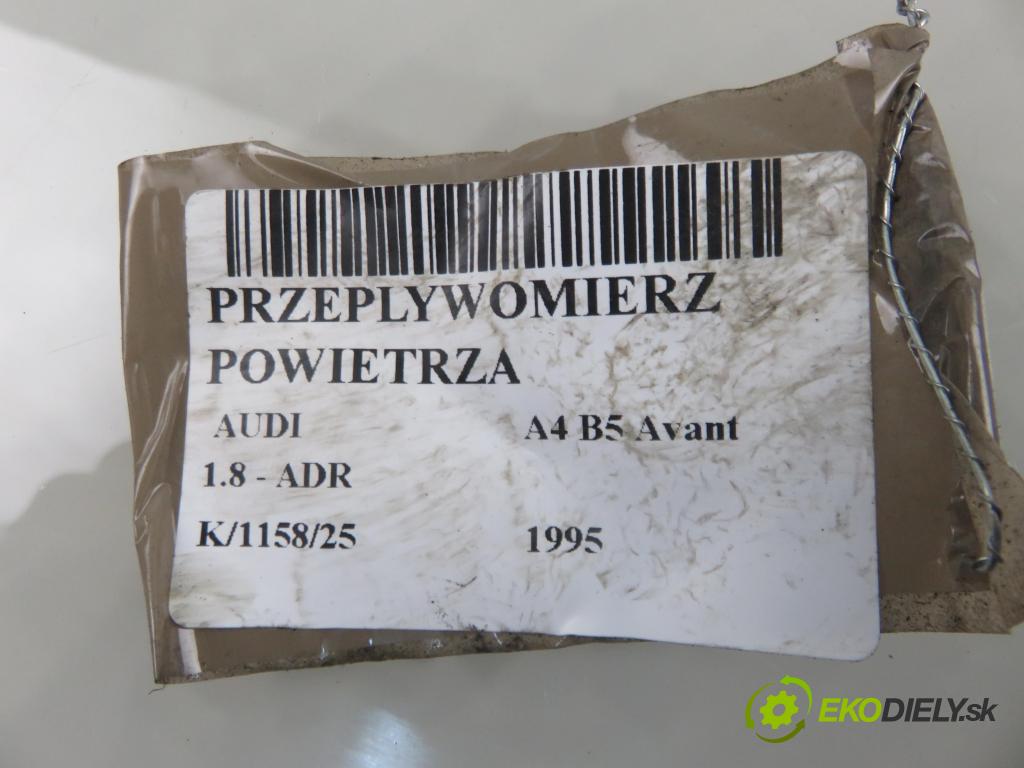 PRZEPLYWOMIERZ
POWIETRZA
AUDI A4 B5 Avant
1.8 - ADR
K/1158/25 1995
EKODIELY.sk